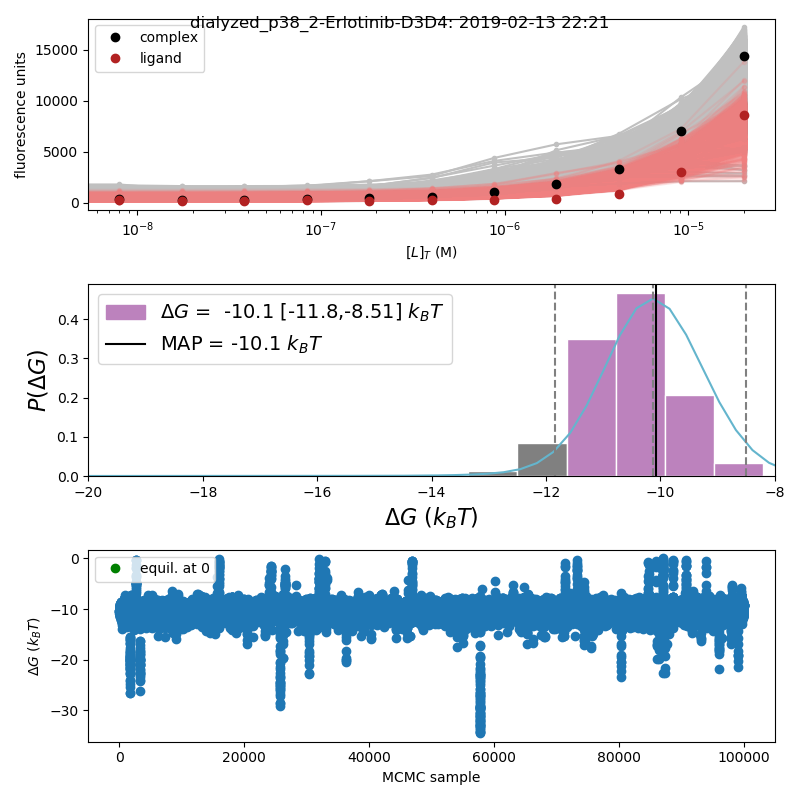 dialyzed_p38_2-Erlotinib-D3D4: 2019-02-13 22:21
complex
ligand
fluorescence units
15000
10000
5000
0
10⁻⁸
10⁻⁷
10⁻⁶
10⁻⁵
[L]_T (M)
ΔG = -10.1 [-11.8,-8.51] k_BT
MAP = -10.1 k_BT
P(ΔG)
0.4
0.3
0.2
0.1
0.0
−20
−18
−16
−14
−12
−10
−8
ΔG (k_BT)
equil. at 0
ΔG (k_BT)
0
−10
−20
−30
0
20000
40000
60000
80000
100000
MCMC sample